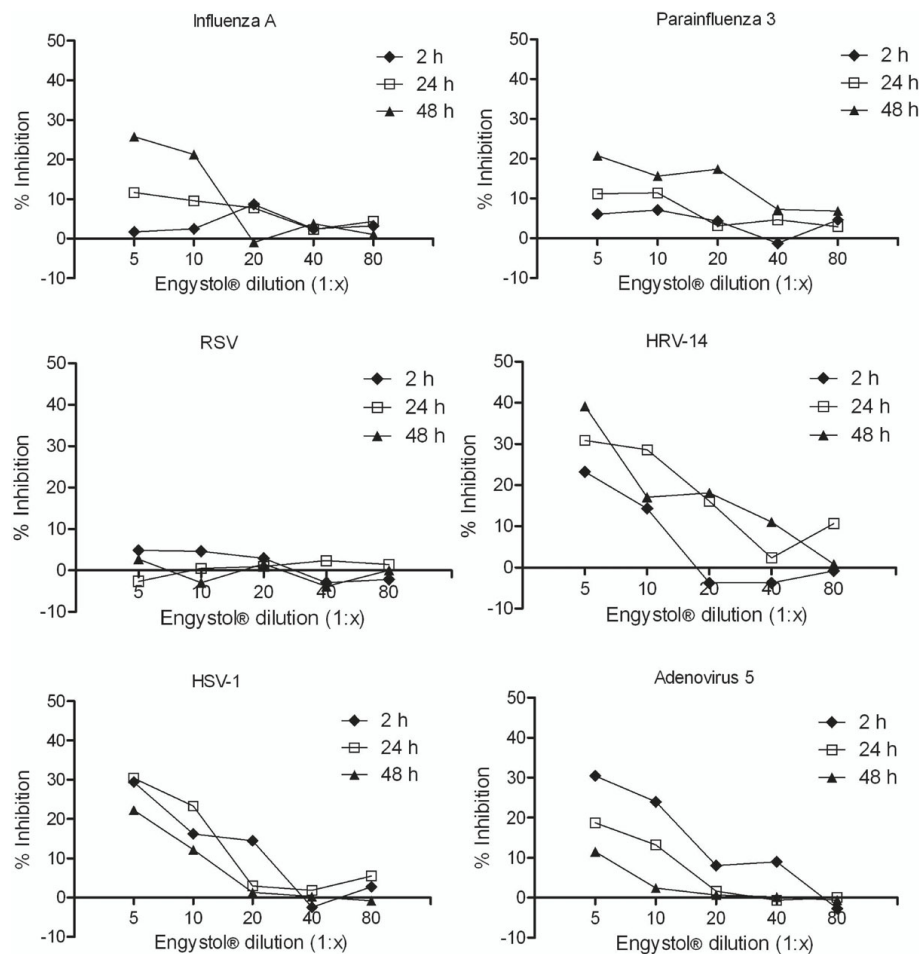 Influenza A
50
40
30
20
10
0
-10
% Inhibition
5 10 20 40 80
Engystol® dilution (1:x)
2 h
24 h
48 h
Parainfluenza 3
50
40
30
20
10
0
-10
% Inhibition
5 10 20 40 80
Engystol® dilution (1:x)
2 h
24 h
48 h
RSV
50
40
30
20
10
0
-10
% Inhibition
5 10 20 40 80
Engystol® dilution (1:x)
2 h
24 h
48 h
HRV-14
50
40
30
20
10
0
-10
% Inhibition
5 10 20 40 80
Engystol® dilution (1:x)
2 h
24 h
48 h
HSV-1
50
40
30
20
10
0
-10
% Inhibition
5 10 20 40 80
Engystol® dilution (1:x)
2 h
24 h
48 h
Adenovirus 5
50
40
30
20
10
0
-10
% Inhibition
5 10 20 40 80
Engystol® dilution (1:x)
2 h
24 h
48 h